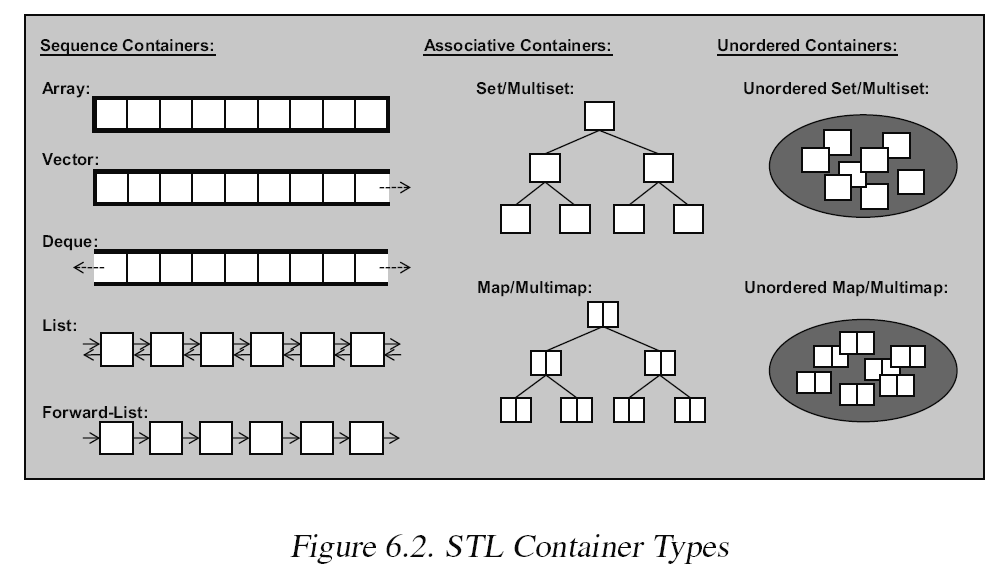 Sequence Containers:
Array:
Vector:
Deque:
List:
Forward-List:
Associative Containers:
Set/Multiset:
Map/Multimap:
Unordered Containers:
Unordered Set/Multiset:
Unordered Map/Multimap:
Figure 6.2. STL Container Types